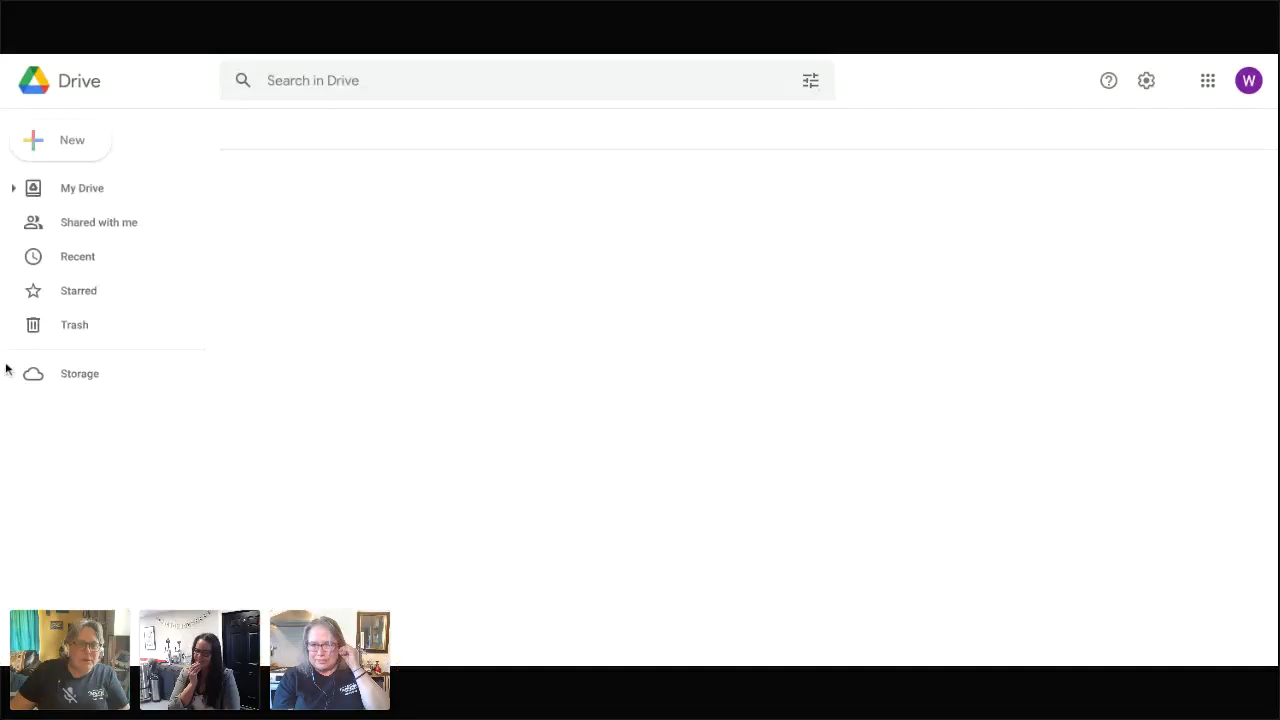 Drive
Search in Drive
W
New
My Drive
Shared with me
Recent
Starred
Trash
Storage